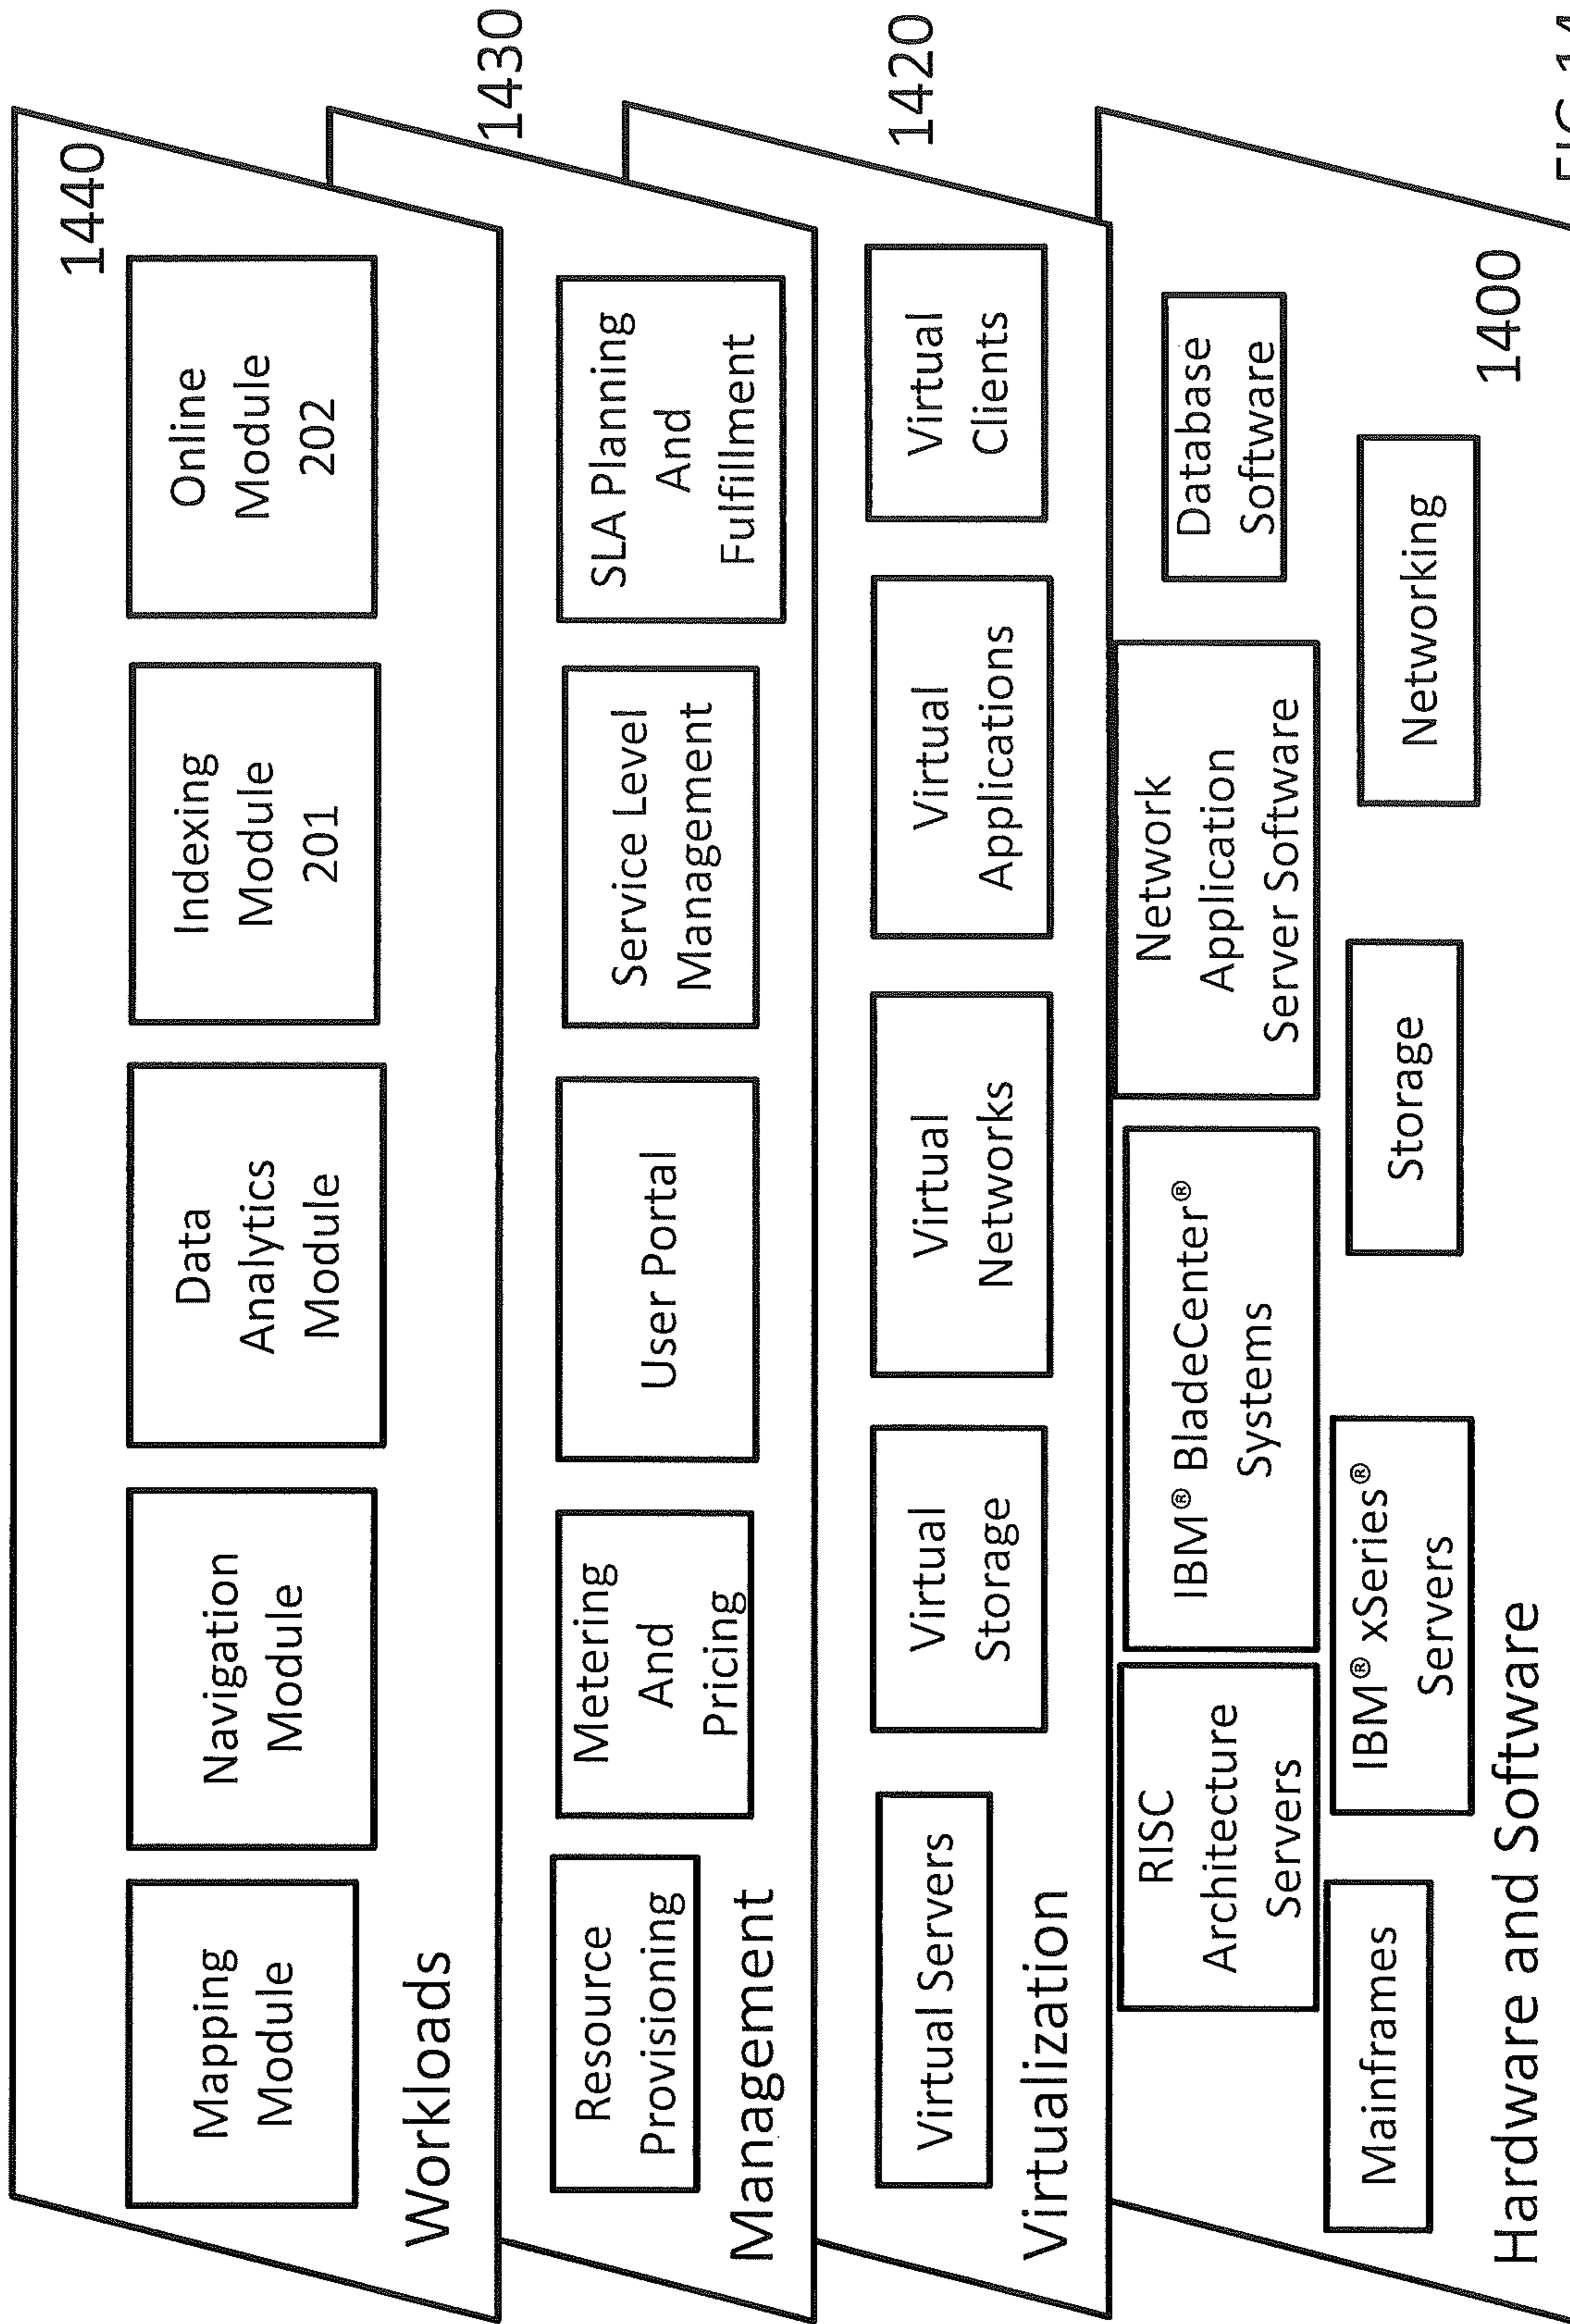 1440
Mapping
Module
Navigation
Module
Data
Analytics
Module
Indexing
Module
201
Online
Module
202
Workloads
1430
Resource
Provisioning
Metering
And
Pricing
User Portal
Service Level
Management
SLA Planning
And
Fulfillment
Management
1420
Virtual Servers
Virtual
Storage
Virtual
Networks
Virtual
Applications
Virtual
Clients
Virtualization
RISC
Architecture
Servers
IBM® BladeCenter®
Systems
Network
Application
Server Software
Database
Software
Mainframes
IBM® xSeries®
Servers
Storage
Networking
1400
Hardware and Software